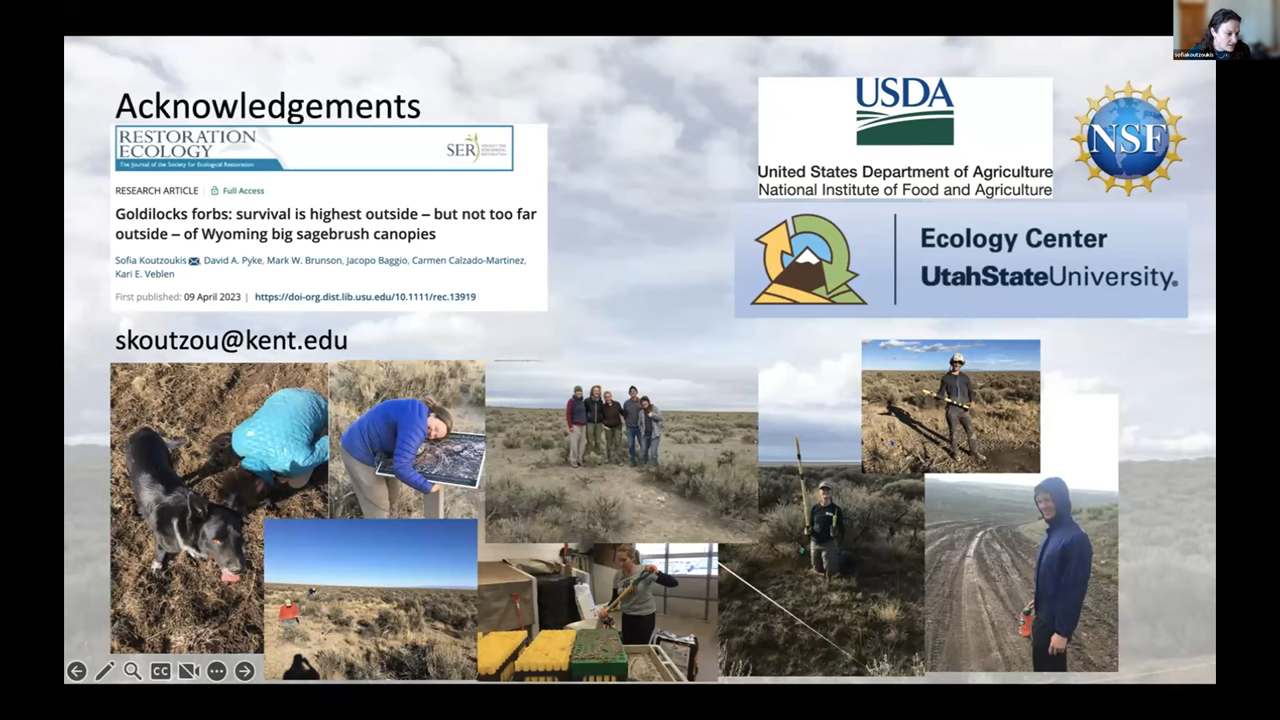 sofiakoutzoukis
Acknowledgements
RESTORATION
ECOLOGY
The Journal of the Society for Ecological Restoration
SER
RESEARCH ARTICLE
Full Access
Goldilocks forbs: survival is highest outside – but not too far
outside – of Wyoming big sagebrush canopies
Sofia Koutzoukis, David A. Pyke, Mark W. Brunson, Jacopo Baggio, Carmen Calzado-Martinez,
Kari E. Veblen
First published: 09 April 2023 | https://doi-org.dist.lib.usu.edu/10.1111/rec.13919
skoutzou@kent.edu
USDA
United States Department of Agriculture
National Institute of Food and Agriculture
NSF
Ecology Center
UtahStateUniversity®
CC